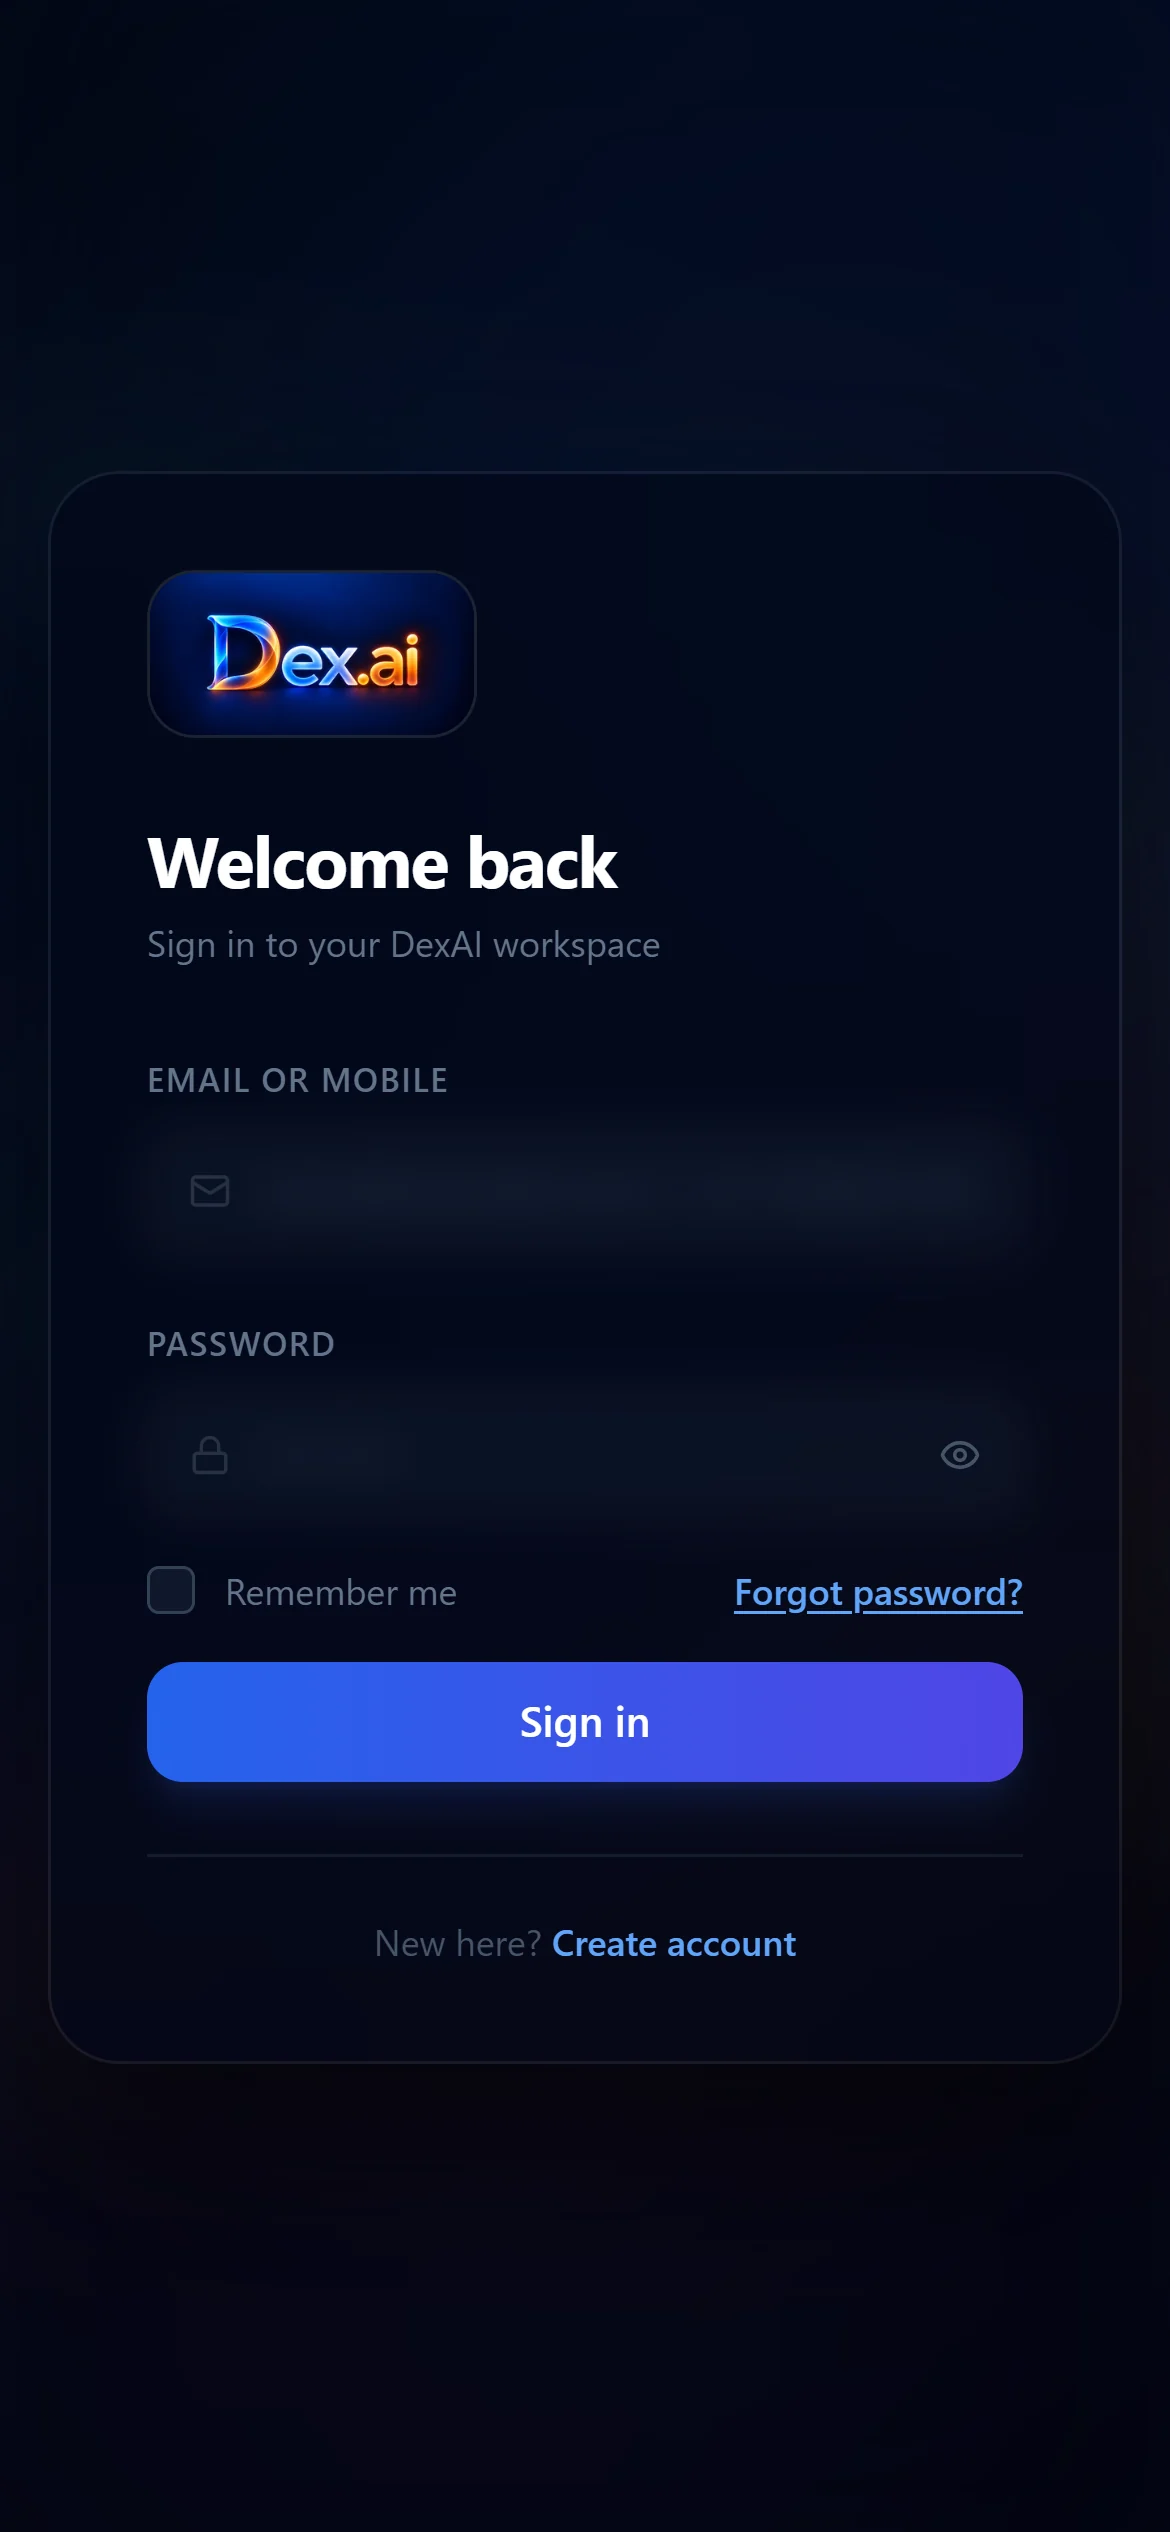 Dex.ai
Welcome back
Sign in to your DexAI workspace
EMAIL OR MOBILE
PASSWORD
Remember me
Forgot password?
Sign in
New here? Create account